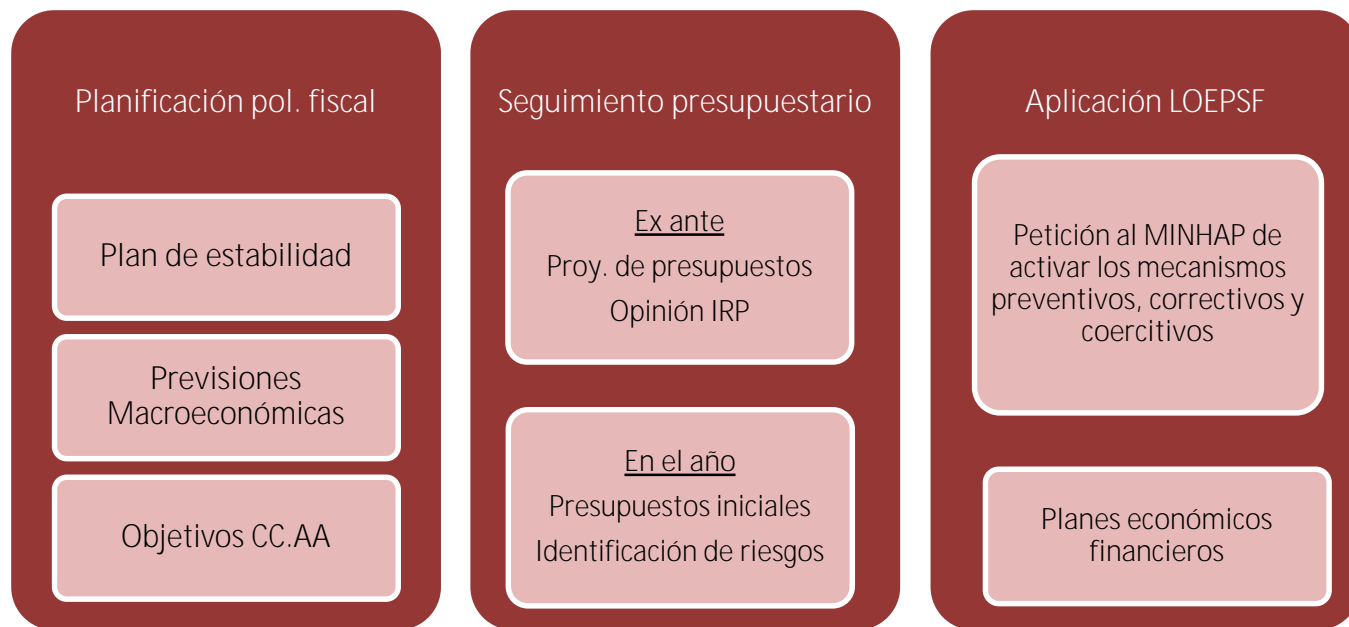 Planificación pol. fiscal
Plan de estabilidad
Previsiones
Macroeconómicas
Objetivos CC.AA
Seguimiento presupuestario
Ex ante
Proy. de presupuestos
Opinión IRP
En el año
Presupuestos iniciales
Identificación de riesgos
Aplicación LOEPSF
Petición al MINHAP de
activar los mecanismos
preventivos, correctivos y
coercitivos
Planes económicos
financieros